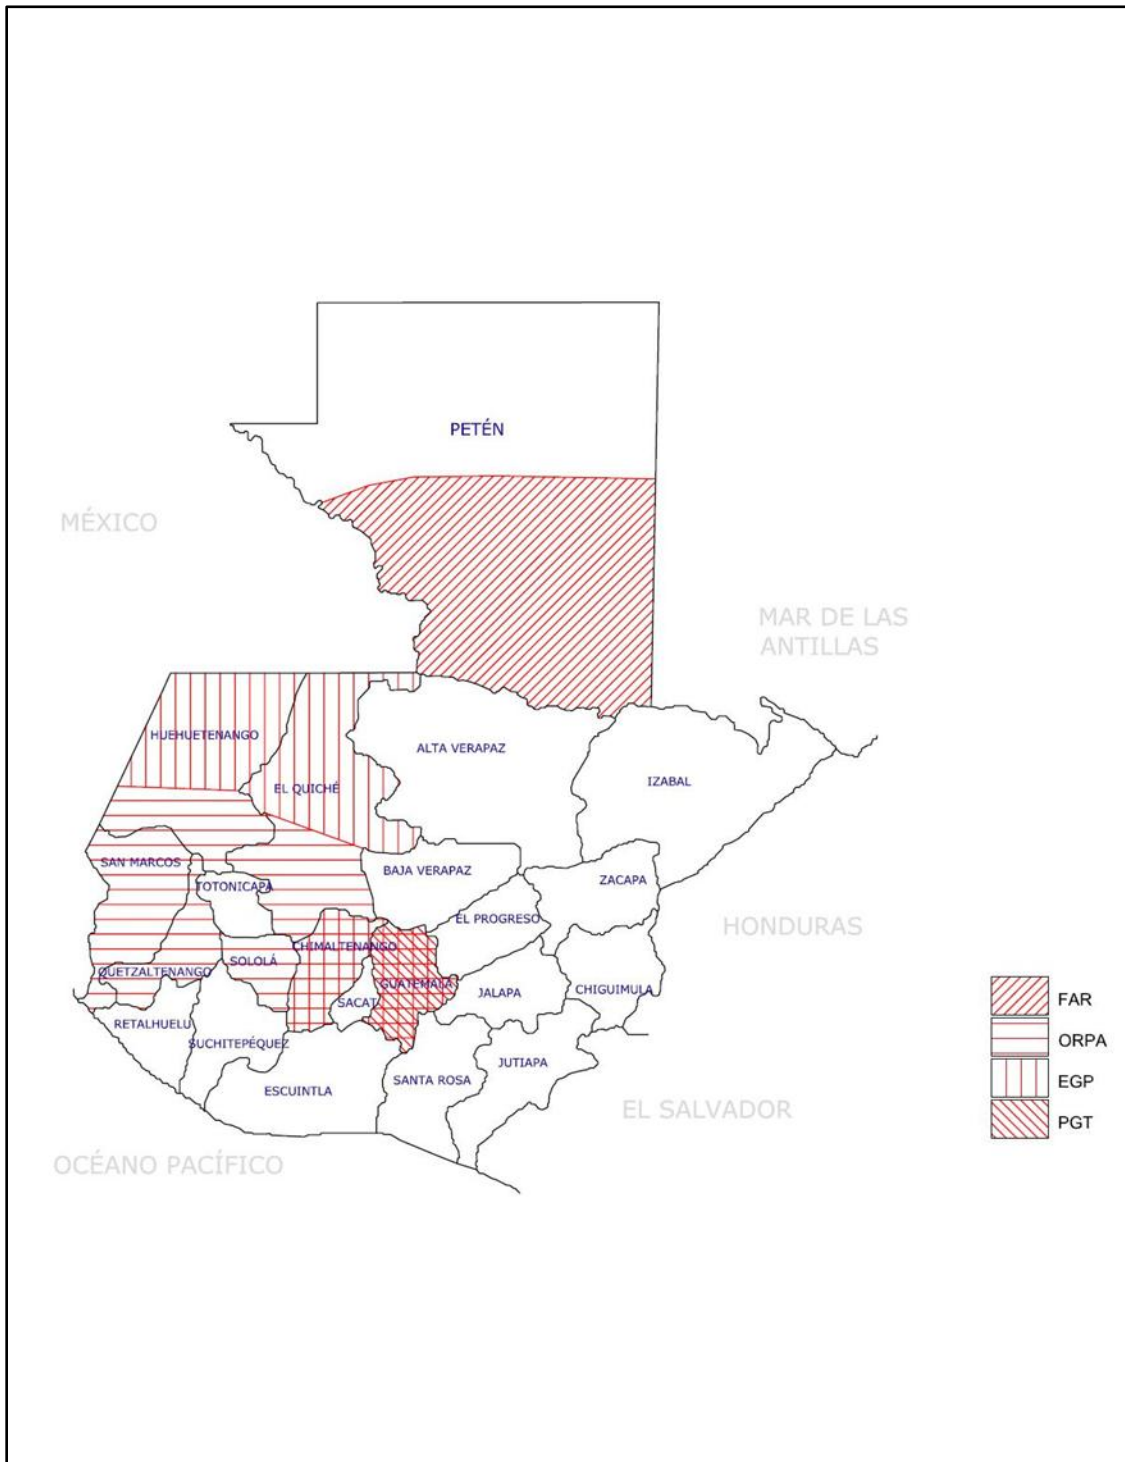 PETÉN
MÉXICO
MAR DE LAS
ANTILLAS
HUEHUETENANGO
ALTA VERAPAZ
EL QUICHÉ
IZABAL
SAN MARCOS
BAJA VERAPAZ
TOTONICAPÁ
ZACAPA
EL PROGRESO
HONDURAS
CHIMALTENANGO
SOLOLÁ
QUETZALTENANGO
GUATEMALA
JALAPA
CHIGUIMULA
SACAT
RETALHUELU
SUCHITEPÉQUEZ
JUTIAPA
SANTA ROSA
ESCUINTLA
EL SALVADOR
OCÉANO PACÍFICO
FAR
ORPA
EGP
PGT